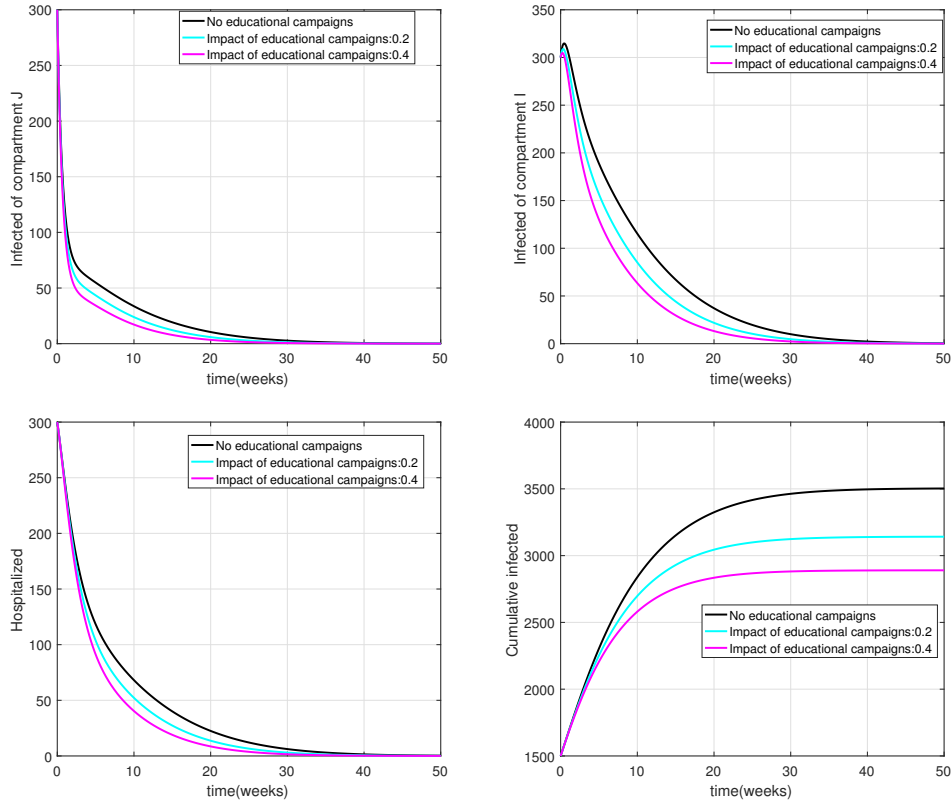 No educational campaigns
Impact of educational campaigns:0.2
Impact of educational campaigns:0.4
Infected of compartment J
300
250
200
150
100
50
0
0 10 20 30 40 50
time(weeks)
No educational campaigns
Impact of educational campaigns:0.2
Impact of educational campaigns:0.4
Infected of compartment I
350
300
250
200
150
100
50
0
0 10 20 30 40 50
time(weeks)
No educational campaigns
Impact of educational campaigns:0.2
Impact of educational campaigns:0.4
Hospitalized
300
250
200
150
100
50
0
0 10 20 30 40 50
time(weeks)
Cumulative infected
4000
3500
3000
2500
2000
1500
No educational campaigns
Impact of educational campaigns:0.2
Impact of educational campaigns:0.4
0 10 20 30 40 50
time(weeks)